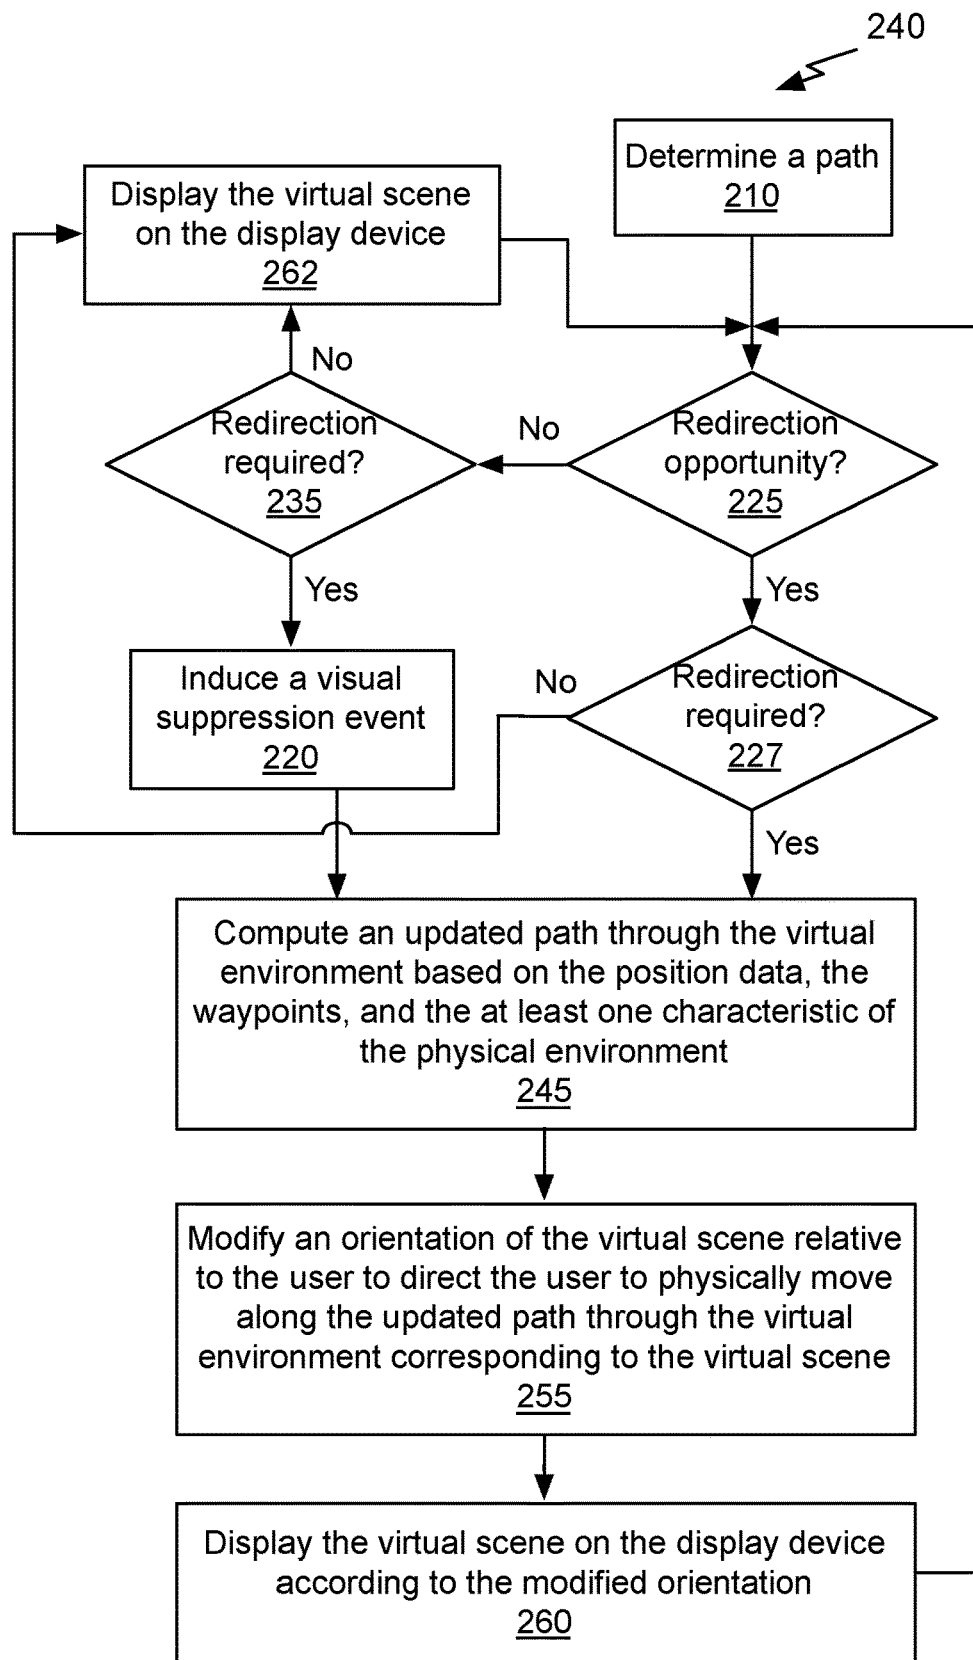 240
Determine a path
210
Display the virtual scene
on the display device
262
No
Redirection
required?
235
No
Redirection
opportunity?
225
Yes
Yes
Induce a visual
suppression event
220
No
Redirection
required?
227
Yes
Compute an updated path through the virtual
environment based on the position data, the
waypoints, and the at least one characteristic of
the physical environment
245
Modify an orientation of the virtual scene relative
to the user to direct the user to physically move
along the updated path through the virtual
environment corresponding to the virtual scene
255
Display the virtual scene on the display device
according to the modified orientation
260